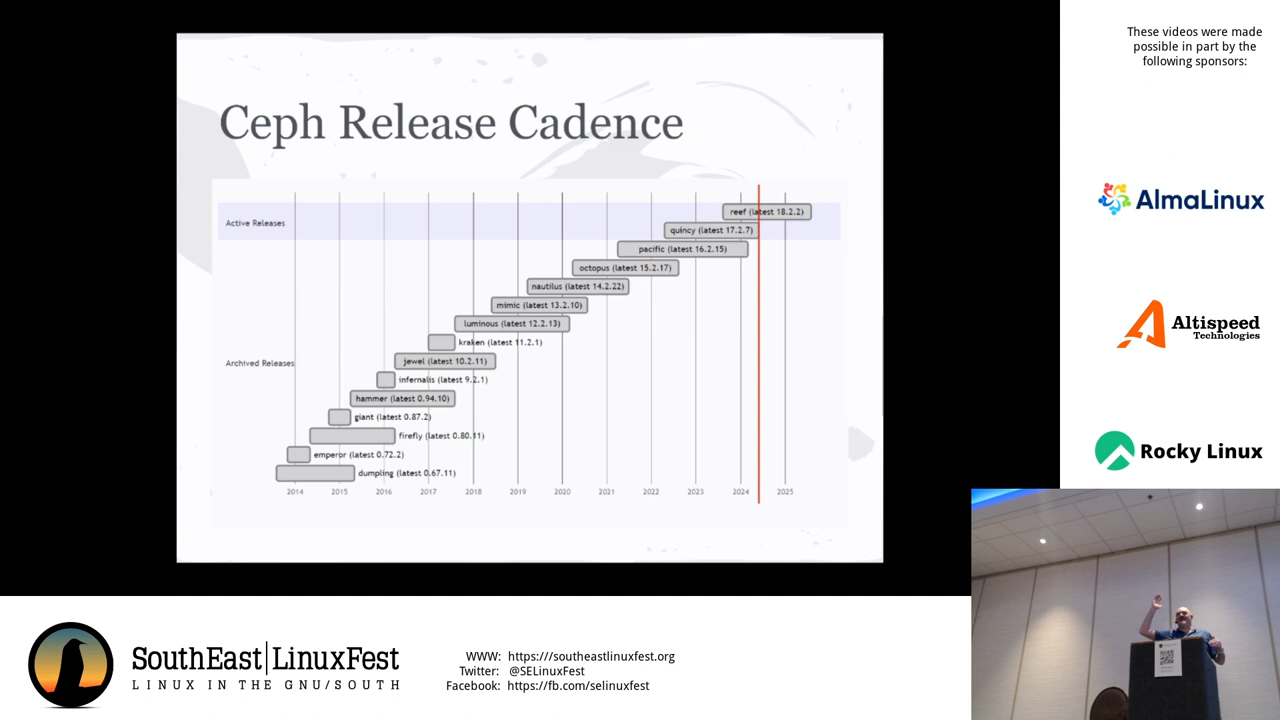 Ceph Release Cadence
Active Releases
reef (latest 18.2.2)
quincy (latest 17.2.7)
pacific (latest 16.2.15)
octopus (latest 15.2.17)
nautilus (latest 14.2.22)
mimic (latest 13.2.10)
luminous (latest 12.2.13)
kraken (latest 11.2.1)
Archived Releases
jewel (latest 10.2.11)
infernalis (latest 9.2.1)
hammer (latest 0.94.10)
giant (latest 0.87.2)
firefly (latest 0.80.11)
emperor (latest 0.72.2)
dumpling (latest 0.67.11)
2014 2015 2016 2017 2018 2019 2020 2021 2022 2023 2024 2025
These videos were made
possible in part by the
following sponsors:
AlmaLinux
Altispeed
Technologies
Rocky Linux
SouthEast LinuxFest
LINUX IN THE GNU/SOUTH
WWW: https:///southeastlinuxfest.org
Twitter: @SELinuxFest
Facebook: https://fb.com/selinuxfest